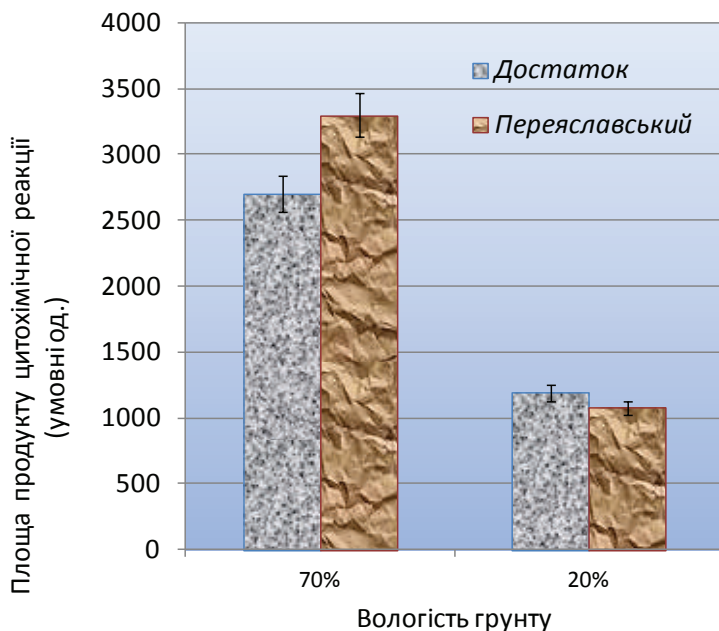 Площа продукту цитохімічної реакції
(умовні од.)
4000
3500
3000
2500
2000
1500
1000
500
0
Достаток
Переяславський
70%
20%
Вологість грунту